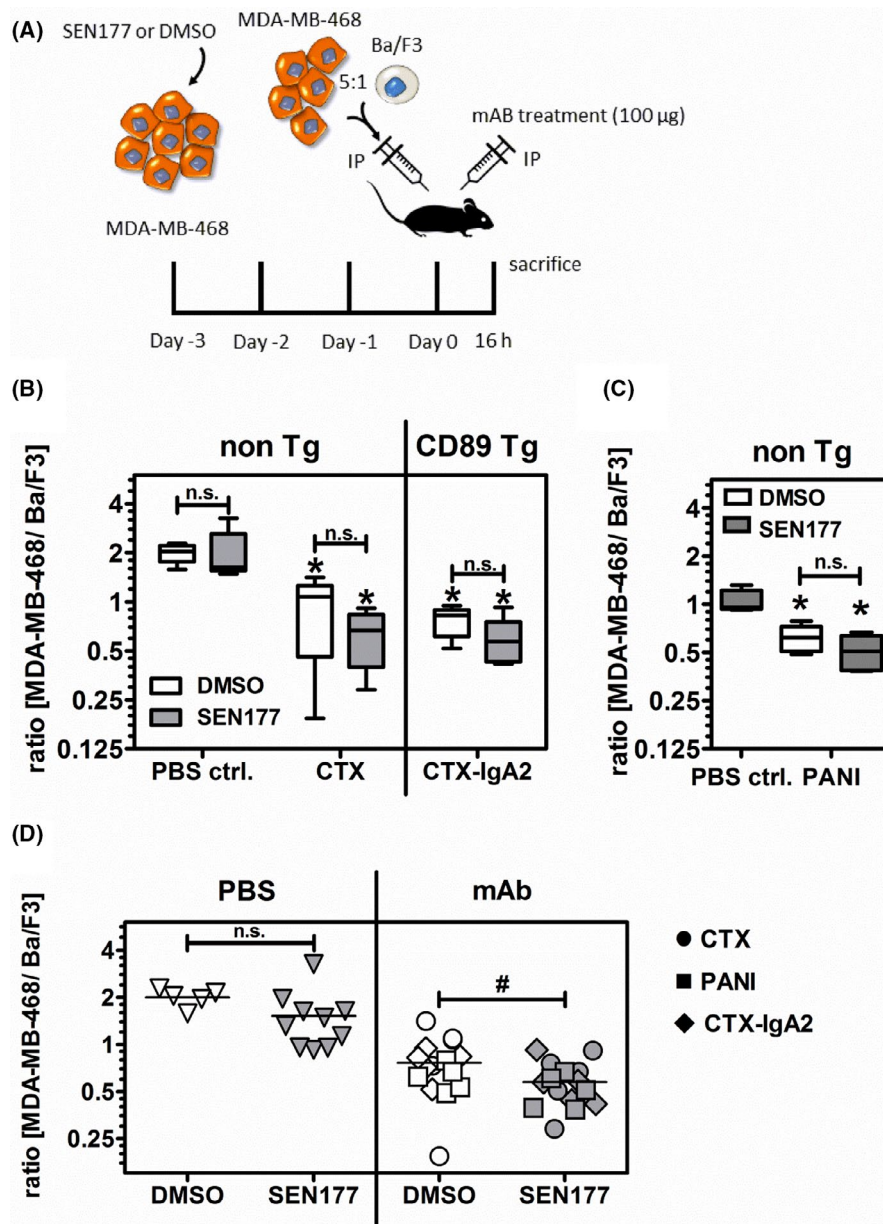 (A)
SEN177 or DMSO
MDA-MB-468
Ba/F3
5:1
mAB treatment (100 µg)
IP
IP
MDA-MB-468
sacrifice
Day -3
Day -2
Day -1
Day 0
16 h
(B)
non Tg
CD89 Tg
ratio [MDA-MB-468/ Ba/F3]
4
2
1
0.5
0.25
0.125
n.s.
n.s.
n.s.
*
*
*
*
DMSO
SEN177
PBS ctrl.
CTX
CTX-IgA2
(C)
non Tg
ratio [MDA-MB-468/ Ba/F3]
4
2
1
0.5
0.25
0.125
DMSO
SEN177
n.s.
*
*
PBS ctrl.
PANI
(D)
PBS
mAb
ratio [MDA-MB-468/ Ba/F3]
4
2
1
0.5
0.25
n.s.
#
DMSO
SEN177
DMSO
SEN177
CTX
PANI
CTX-IgA2